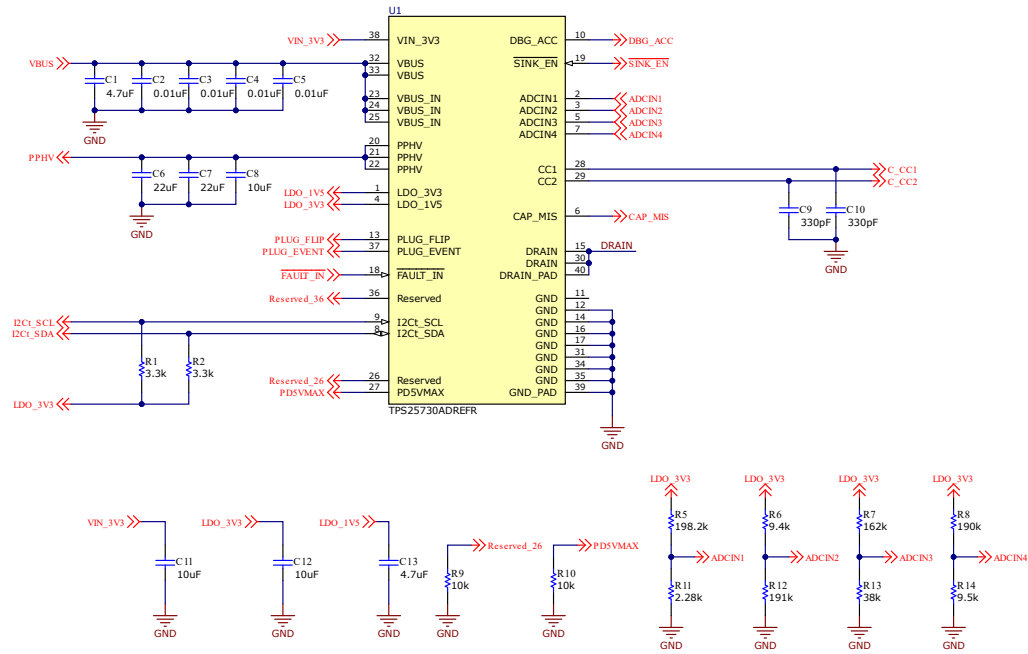 U1
VIN_3V3 38 VIN_3V3 DBG_ACC 10 DBG_ACC
VBUS 32 VBUS SINK_EN 19 SINK_EN
33 VBUS
C1 C2 C3 C4 C5
4.7uF 0.01uF 0.01uF 0.01uF 0.01uF
23 VBUS_IN ADCIN1 2 ADCIN1
24 VBUS_IN ADCIN2 3 ADCIN2
25 VBUS_IN ADCIN3 5 ADCIN3
ADCIN4 7 ADCIN4
GND
20 PPHV
PPHV 21 PPHV
22 PPHV CC1 28 C_CC1
CC2 29 C_CC2
C6 C7 C8
22uF 22uF 10uF
LDO_1V5 1 LDO_3V3
LDO_3V3 4 LDO_1V5
C9 C10
330pF 330pF
CAP_MIS 6 CAP_MIS
GND
PLUG_FLIP 13 PLUG_FLIP
PLUG_EVENT 37 PLUG_EVENT
DRAIN 15 DRAIN
DRAIN 30
DRAIN_PAD 40
GND
FAULT_IN 18 FAULT_IN
Reserved_36 36 Reserved GND 11
GND 12
I2Ct_SCL 9 I2Ct_SCL GND 14
I2Ct_SDA 8 I2Ct_SDA GND 16
GND 17
GND 31
R1 R2
3.3k 3.3k
GND 34
Reserved_26 26 Reserved GND 35
PD5VMAX 27 PD5VMAX GND_PAD 39
LDO_3V3
TPS25730ADREFR
GND
LDO_3V3 LDO_3V3 LDO_3V3 LDO_3V3
R5 R6 R7 R8
198.2k 9.4k 162k 190k
VIN_3V3 LDO_3V3 LDO_1V5
Reserved_26 PD5VMAX
ADCIN1 ADCIN2 ADCIN3 ADCIN4
C11 C12 C13
10uF 10uF 4.7uF
R9 R10
10k 10k
R11 R12 R13 R14
2.28k 191k 38k 9.5k
GND GND GND GND GND GND GND GND GND